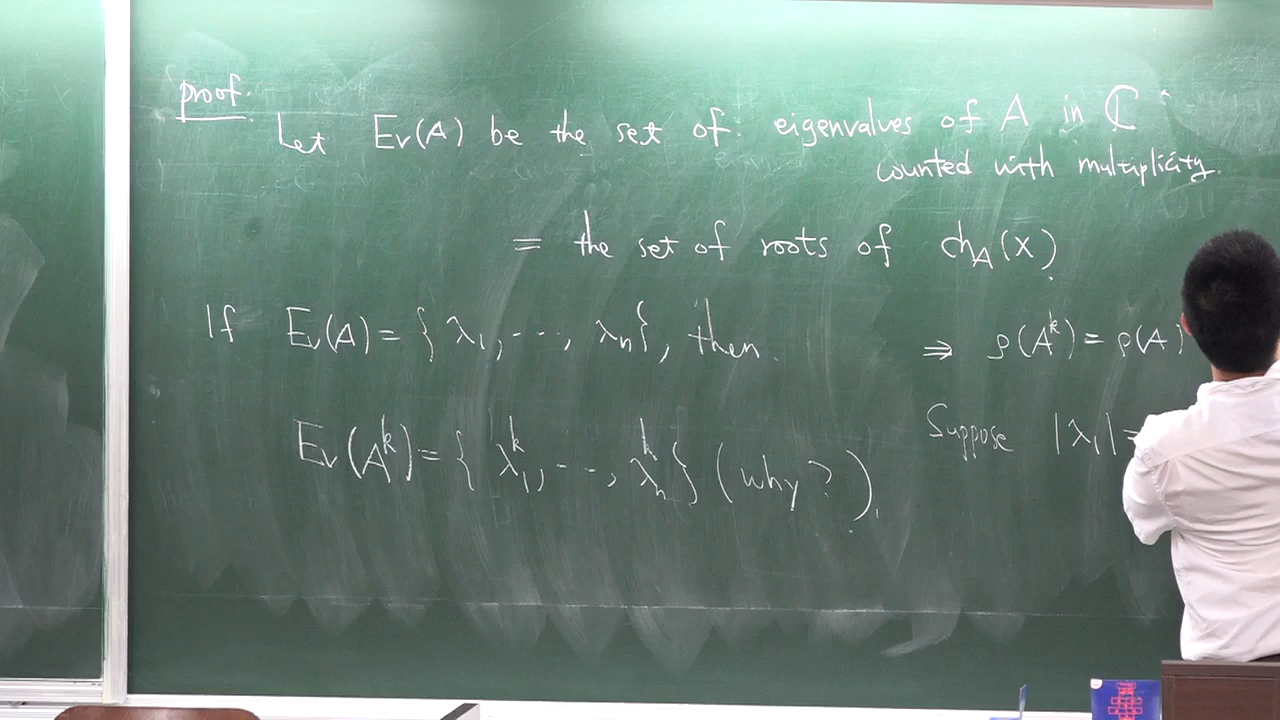 proof.
Let Ev(A) be the set of eigenvalues of A in ℂ
counted with multiplicity.
= the set of roots of ch_A(x).
If Ev(A) = { λ_1, ···, λ_n }, then
Ev(A^k) = { λ_1^k, ···, λ_n^k } (why?).
⇒ ρ(A^k) = ρ(A)
Suppose |λ_1| =